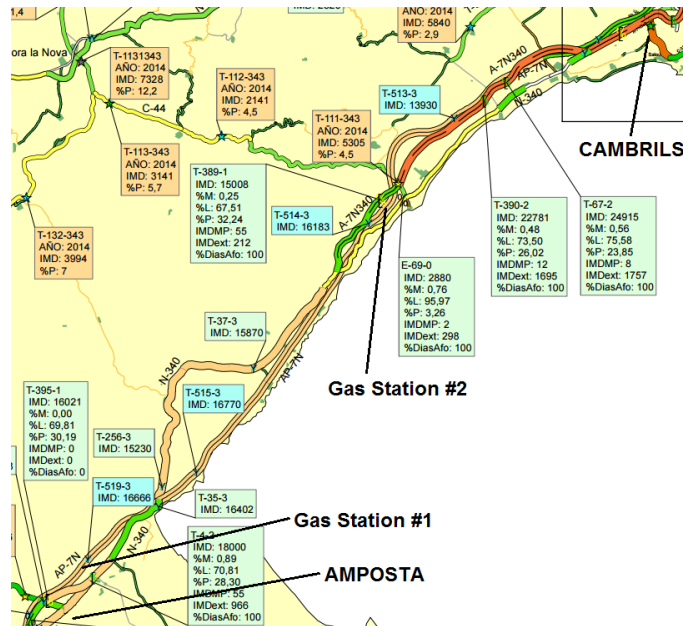 1,4
IMD: 2626
ora la Nova
T-1131343
AÑO: 2014
IMD: 7328
%P: 12,2
C-44
T-112-343
AÑO: 2014
IMD: 2141
%P: 4,5
AÑO: 2014
IMD: 5840
%P: 2,9
A-7N340
AP-7N
N-340
T-513-3
IMD: 13930
T-111-343
AÑO: 2014
IMD: 5305
%P: 4,5
CAMBRILS
T-113-343
AÑO: 2014
IMD: 3141
%P: 5,7
T-389-1
IMD: 15008
%M: 0,25
%L: 67,51
%P: 32,24
IMDMP: 55
IMDext: 212
%DiasAfo: 100
A-7N340
T-514-3
IMD: 16183
T-390-2
IMD: 22781
%M: 0,48
%L: 73,50
%P: 26,02
IMDMP: 12
IMDext: 1695
%DiasAfo: 100
T-67-2
IMD: 24915
%M: 0,56
%L: 75,58
%P: 23,85
IMDMP: 8
IMDext: 1757
%DiasAfo: 100
T-132-343
AÑO: 2014
IMD: 3994
%P: 7
E-69-0
IMD: 2880
%M: 0,76
%L: 95,97
%P: 3,26
IMDMP: 2
IMDext: 298
%DiasAfo: 100
T-37-3
IMD: 15870
N-340
AP-7N
Gas Station #2
T-395-1
IMD: 16021
%M: 0,00
%L: 69,81
%P: 30,19
IMDMP: 0
IMDext: 0
%DiasAfo: 0
T-515-3
IMD: 16770
T-256-3
IMD: 15230
T-519-3
IMD: 16666
T-35-3
IMD: 16402
Gas Station #1
AP-7N
N-340
T-4-2
IMD: 18000
%M: 0,89
%L: 70,81
%P: 28,30
IMDMP: 55
IMDext: 966
%DiasAfo: 100
AMPOSTA